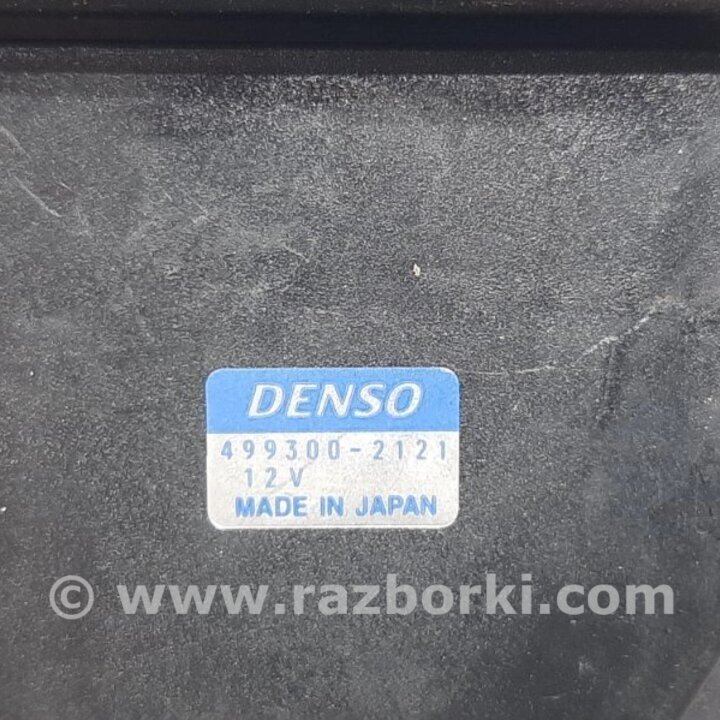 DENSO
499300-2121
12V
MADE IN JAPAN
© www.razborki.com